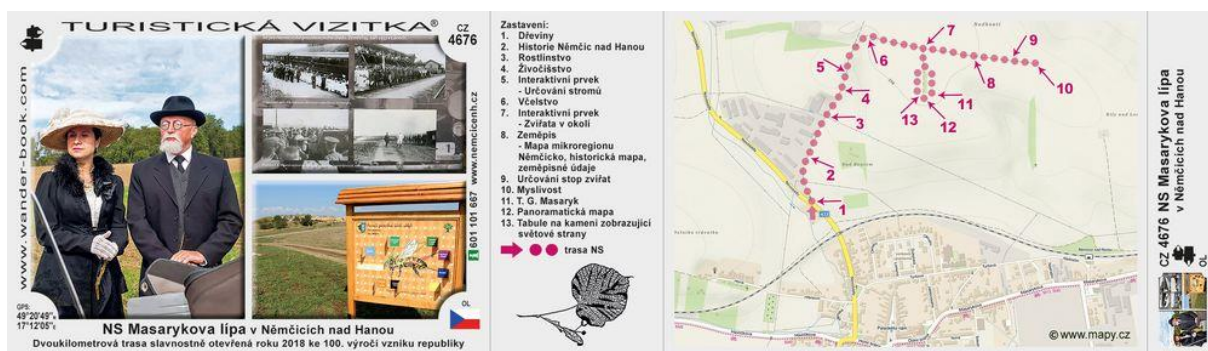 TURISTICKÁ VIZITKA®
CZ
4676
www.wander-book.com
www.nemcicenh.cz
601 101 667
GPS:
49°20'49"N
17°12'05"E
OL
NS Masarykova lípa v Němčicích nad Hanou
Dvoukilometrová trasa slavnostně otevřená roku 2018 ke 100. výročí vzniku republiky
Zastavení:
1. Dřeviny
2. Historie Němčic nad Hanou
3. Rostlinstvo
4. Živočišstvo
5. Interaktivní prvek
- Určování stromů
6. Včelstvo
7. Interaktivní prvek
- Zvířata v okolí
8. Zeměpis
- Mapa mikroregionu
Němčicko, historická mapa,
zeměpisné údaje
9. Určování stop zvířat
10. Myslivost
11. T. G. Masaryk
12. Panoramatická mapa
13. Tabule na kameni zobrazující
světové strany
trasa NS
7
9
6
5
8
10
4
11
13
12
3
2
1
© www.mapy.cz
CZ 4676 NS Masarykova lípa
v Němčicích nad Hanou
OL